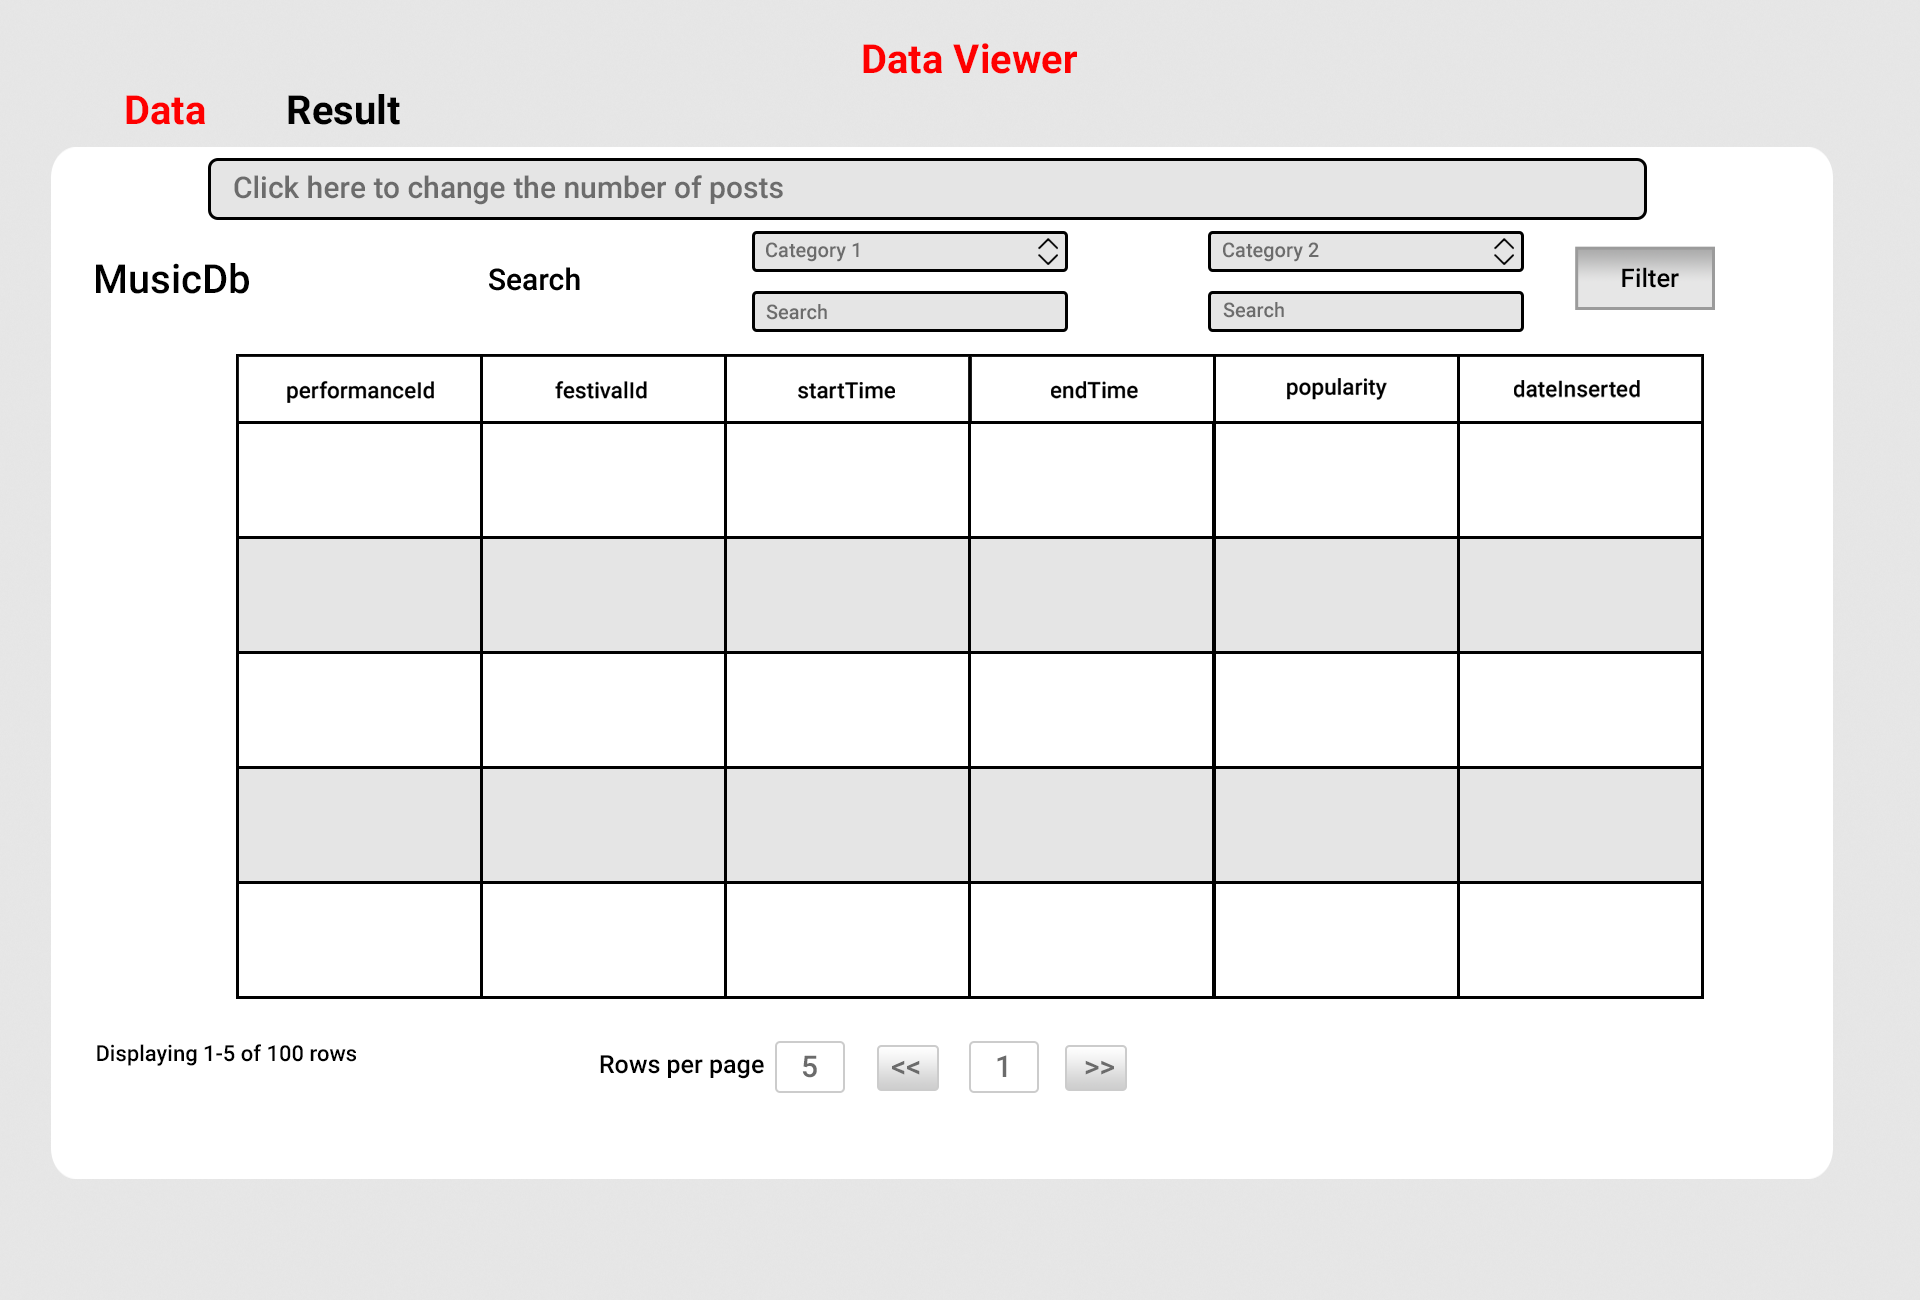 Data Viewer
Data Result
Click here to change the number of posts
MusicDb
Search
Category 1
Search
Category 2
Search
Filter
performanceId festivalId startTime endTime popularity dateInserted
Displaying 1-5 of 100 rows
Rows per page 5 << 1 >>